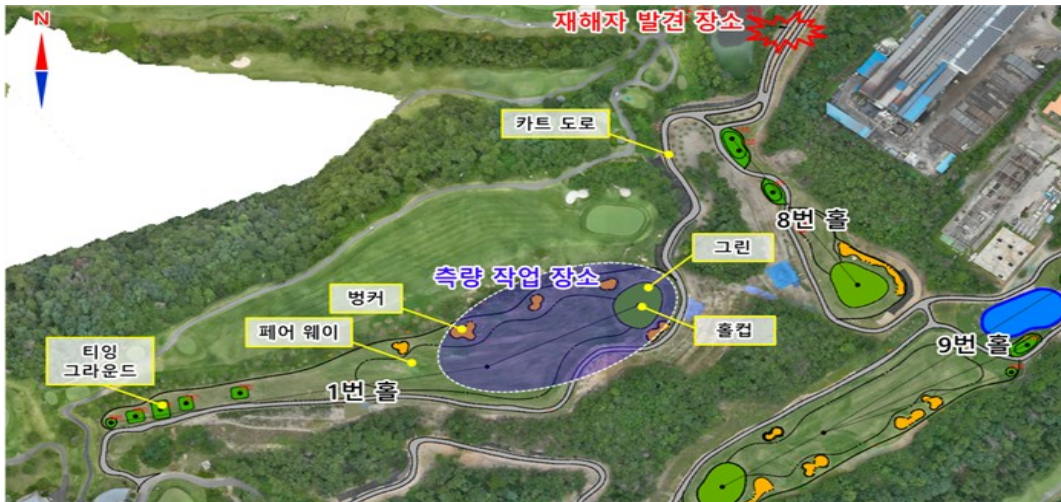 N
재해자 발견 장소
카트 도로
8번 홀
그린
측량 작업 장소
벙커
홀컵
페어 웨이
9번 홀
티잉
그라운드
1번 홀